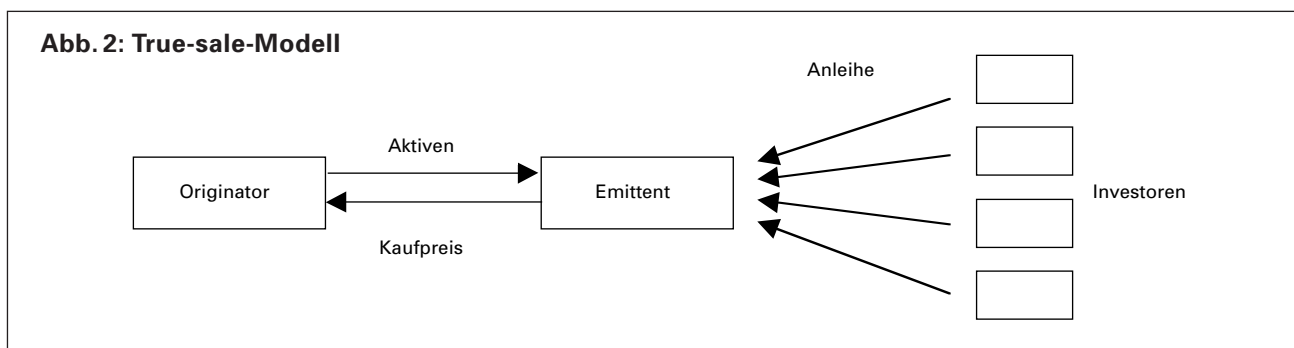 Abb. 2: True-sale-Modell
Anleihe
Aktiven
Originator
Emittent
Investoren
Kaufpreis